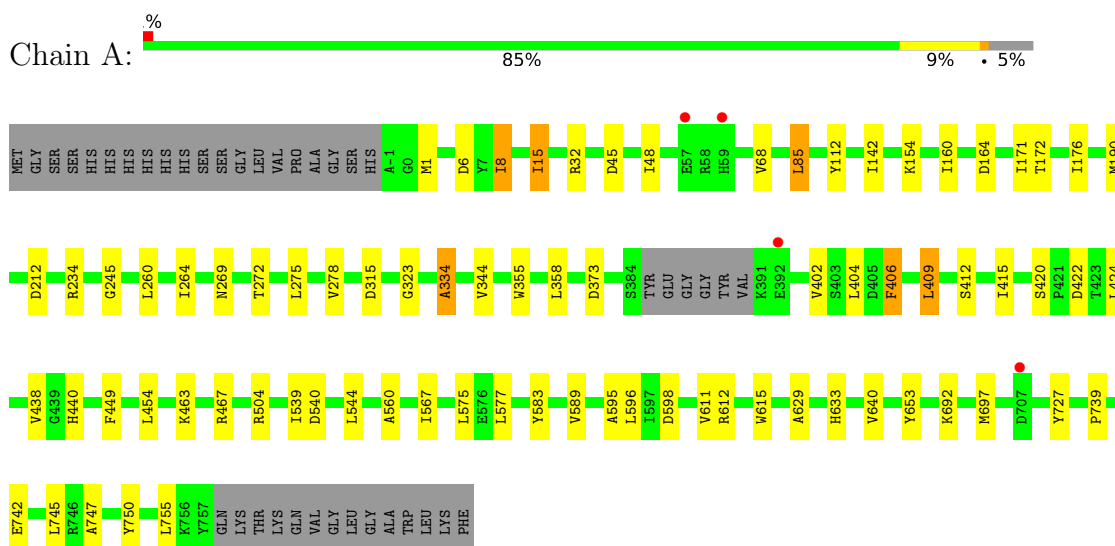 .%
Chain A:
85% 9% • 5%
MET GLY SER SER HIS HIS HIS HIS HIS HIS SER SER GLY LEU VAL PRO ALA GLY SER HIS A-1 G0 M1 D6 Y7 I8 I15 R32 D45 I48 E57 R58 H59 V68 L85 Y112 I142 K154 I160 D164 I171 T172 I176
D212 R234 G245 L260 I264 N269 T272 L275 V278 D315 G323 A334 V344 W355 L358 D373 S384 TYR GLU GLY GLY TYR VAL K391 E392 V402 S403 L404 D405 F406 L409 S412 I415 S420 P421 D422 T423 L424
V438 G439 H440 F449 L454 K463 R467 R504 I539 D540 L544 A560 I567 L575 E576 L577 Y583 V589 A595 L596 I597 D598 V611 R612 W615 A629 H633 V640 Y653 K692 M697 D707 Y727 P739
E742 L745 R746 A747 Y750 L755 K756 Y757 GLN LYS THR LYS GLN VAL GLY LEU GLY ALA TRP LEU LYS PHE